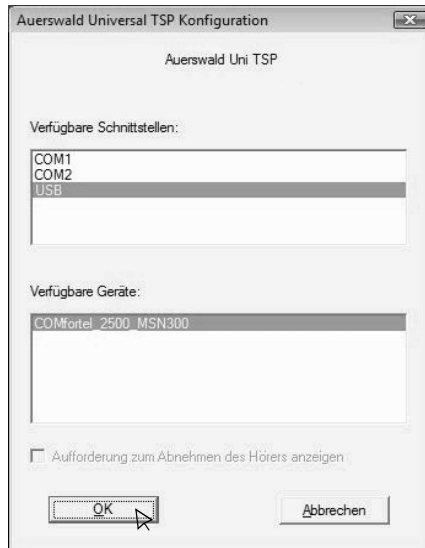 Auerswald Universal TSP Konfiguration
Auerswald Uni TSP
Verfügbare Schnittstellen:
COM1
COM2
USB
Verfügbare Geräte:
COMfortel_2500_MSN300
Aufforderung zum Abnehmen des Hörers anzeigen
OK
Abbrechen